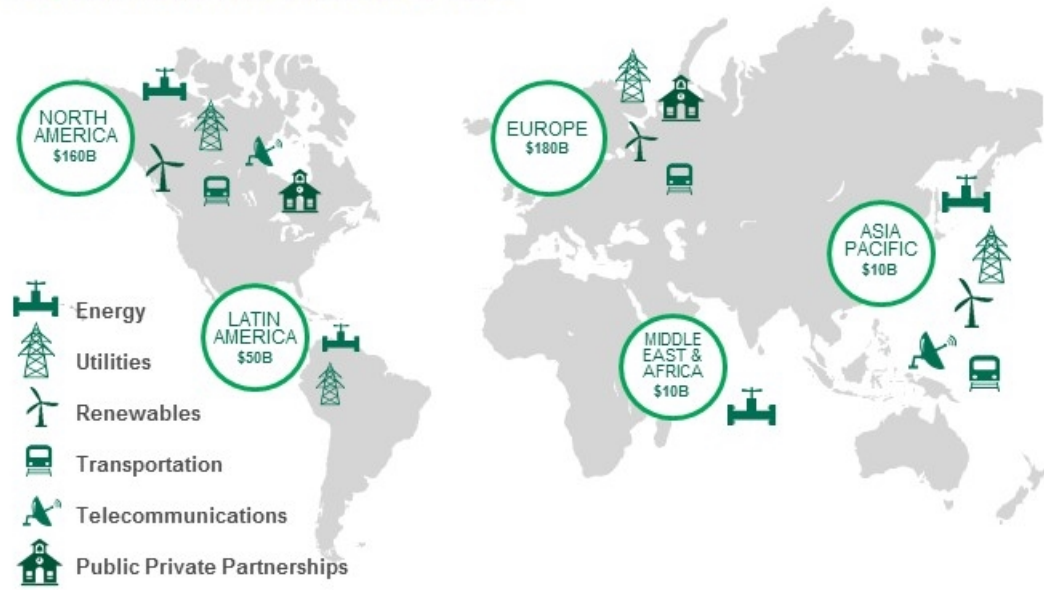 NORTH
AMERICA
$160B
EUROPE
$180B
ASIA
PACIFIC
$10B
LATIN
AMERICA
$50B
MIDDLE
EAST &
AFRICA
$10B
Energy
Utilities
Renewables
Transportation
Telecommunications
Public Private Partnerships